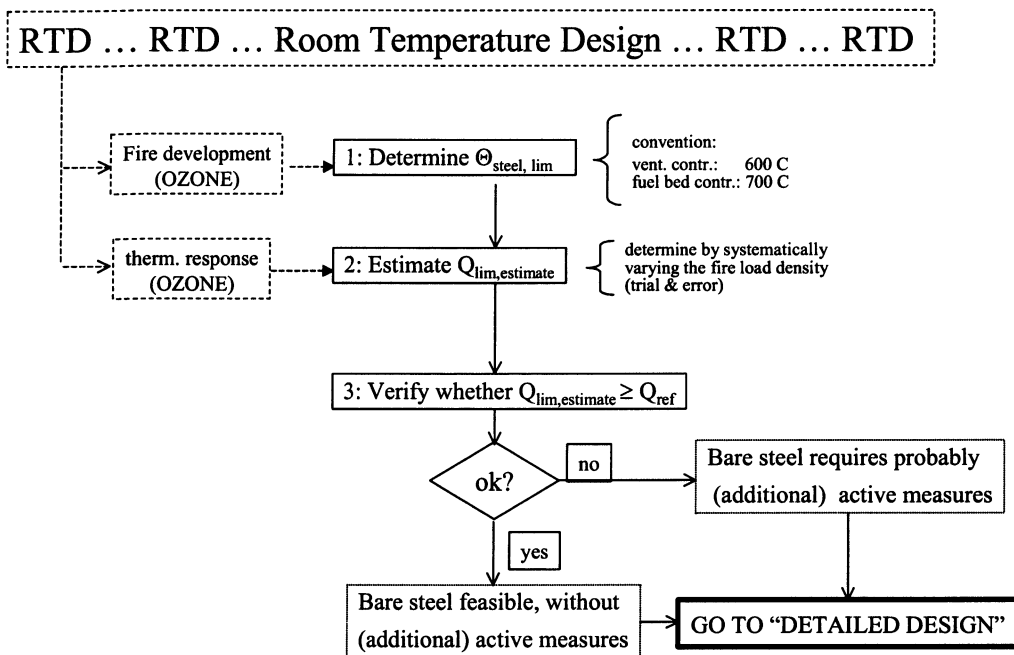 RTD … RTD … Room Temperature Design … RTD … RTD
Fire development
(OZONE)
1: Determine Θsteel, lim
convention:
vent. contr.: 600 C
fuel bed contr.: 700 C
therm. response
(OZONE)
2: Estimate Qlim,estimate
determine by systematically
varying the fire load density
(trial & error)
3: Verify whether Qlim,estimate ≥ Qref
ok?
no
Bare steel requires probably
(additional) active measures
yes
Bare steel feasible, without
(additional) active measures
GO TO “DETAILED DESIGN”